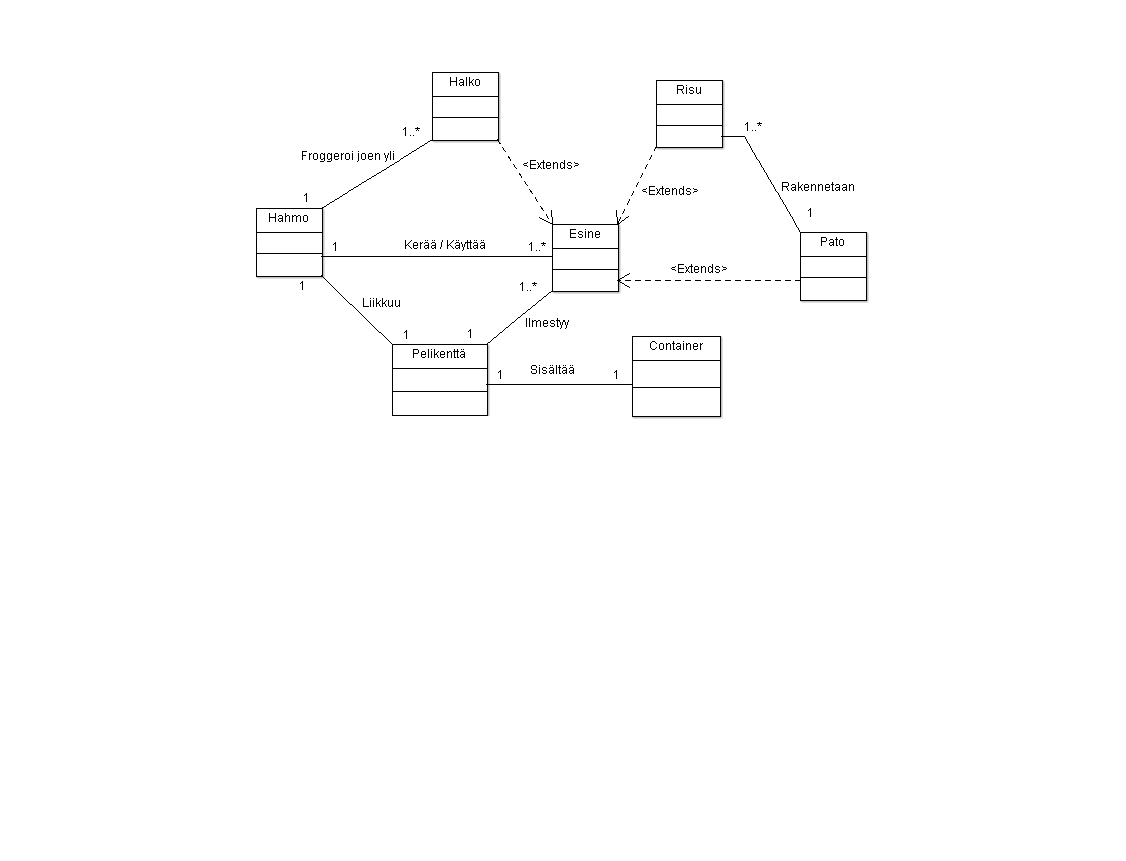 Halko
Risu
1..*
1..*
Froggeroi joen yli
<Extends>
<Extends>
Rakennetaan
1
1
Hahmo
Esine
Pato
1
Kerää / Käyttää
1..*
<Extends>
1
1..*
Liikkuu
Ilmestyy
1
1
Pelikenttä
Container
1
Sisältää
1